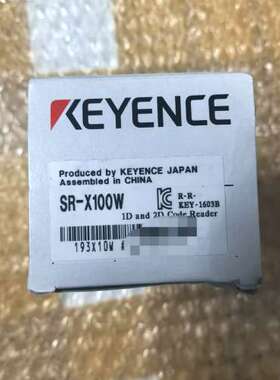 KEYENCE
Produced by KEYENCE JAPAN
Assembled in CHINA
SR-X100W
R-R-
KEY-1603B
1D and 2D Code Reader
193X10W #